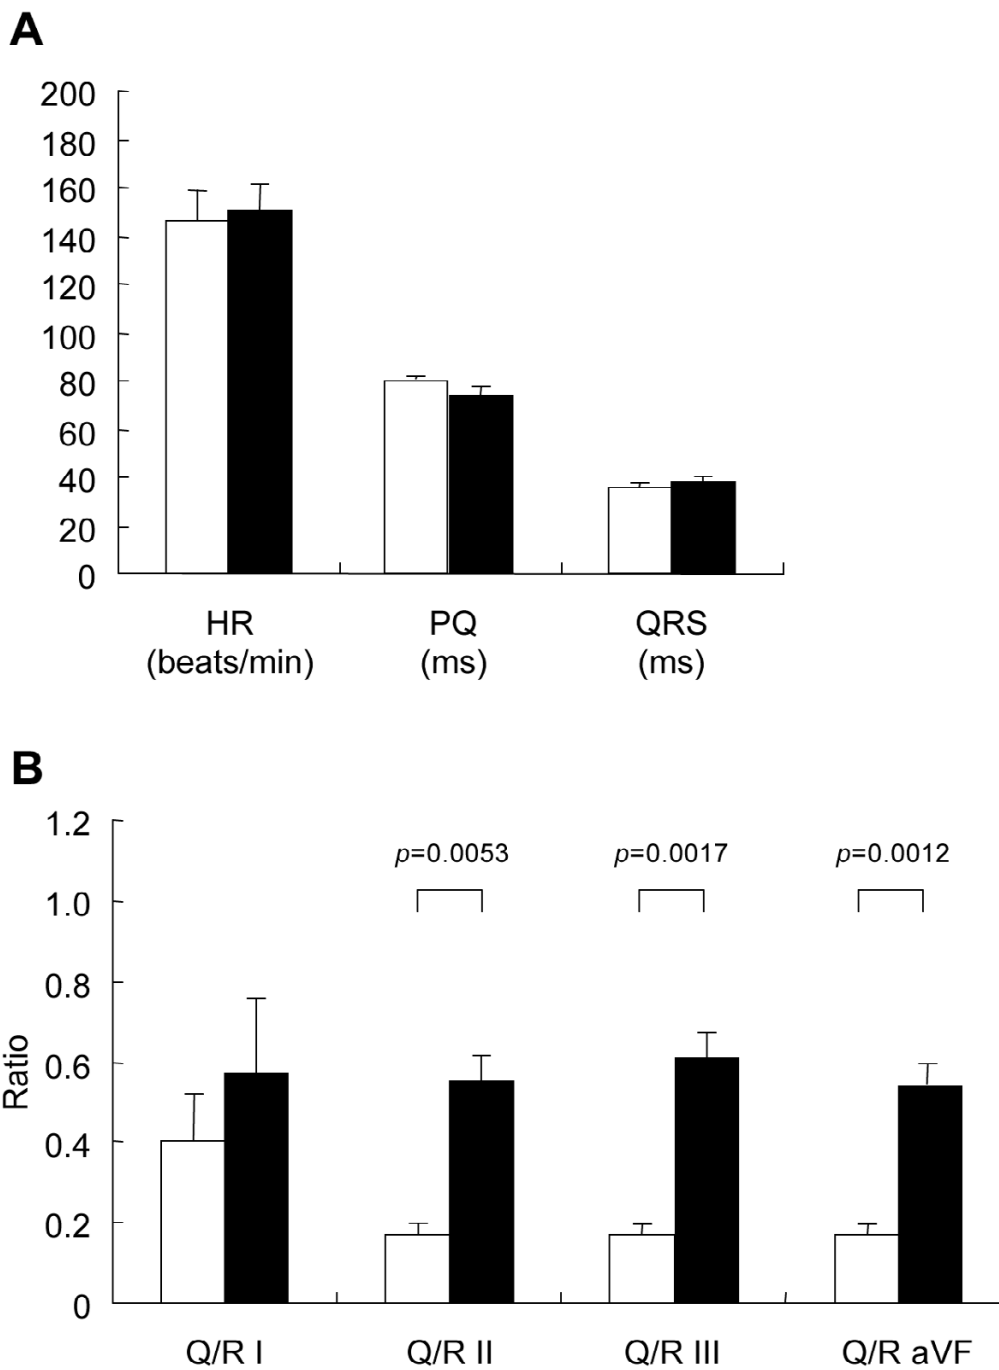 A
200
180
160
140
120
100
80
60
40
20
0
HR PQ QRS
(beats/min) (ms) (ms)
B
1.2
1.0
0.8
0.6
0.4
0.2
0
Ratio
p=0.0053 p=0.0017 p=0.0012
Q/R I Q/R II Q/R III Q/R aVF